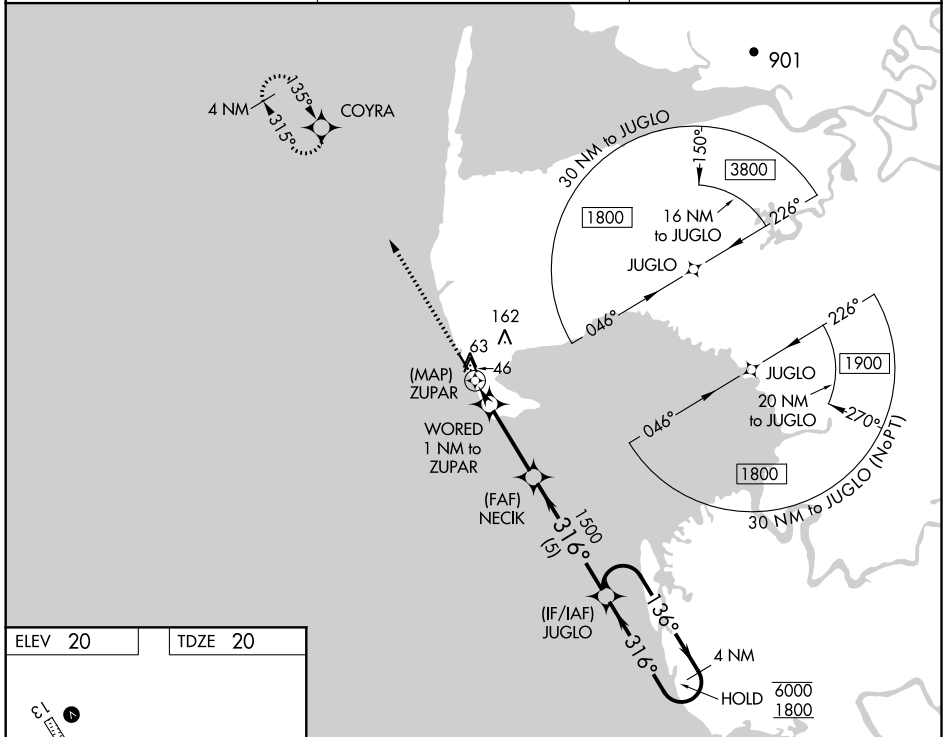 901
135°
4 NM
315°
COYRA
30 NM to JUGLO
150°
3800
1800
16 NM
to JUGLO
226°
JUGLO
046°
162
63
46
(MAP)
ZUPAR
WORED
1 NM to
ZUPAR
226°
JUGLO
1900
20 NM
to JUGLO
270°
046°
1800
30 NM to JUGLO (NoPT)
(FAF)
NECIK
1500
316°
(5)
(IF/IAF)
JUGLO
136°
316°
4 NM
HOLD
6000
1800
ELEV 20
TDZE 20
13
V